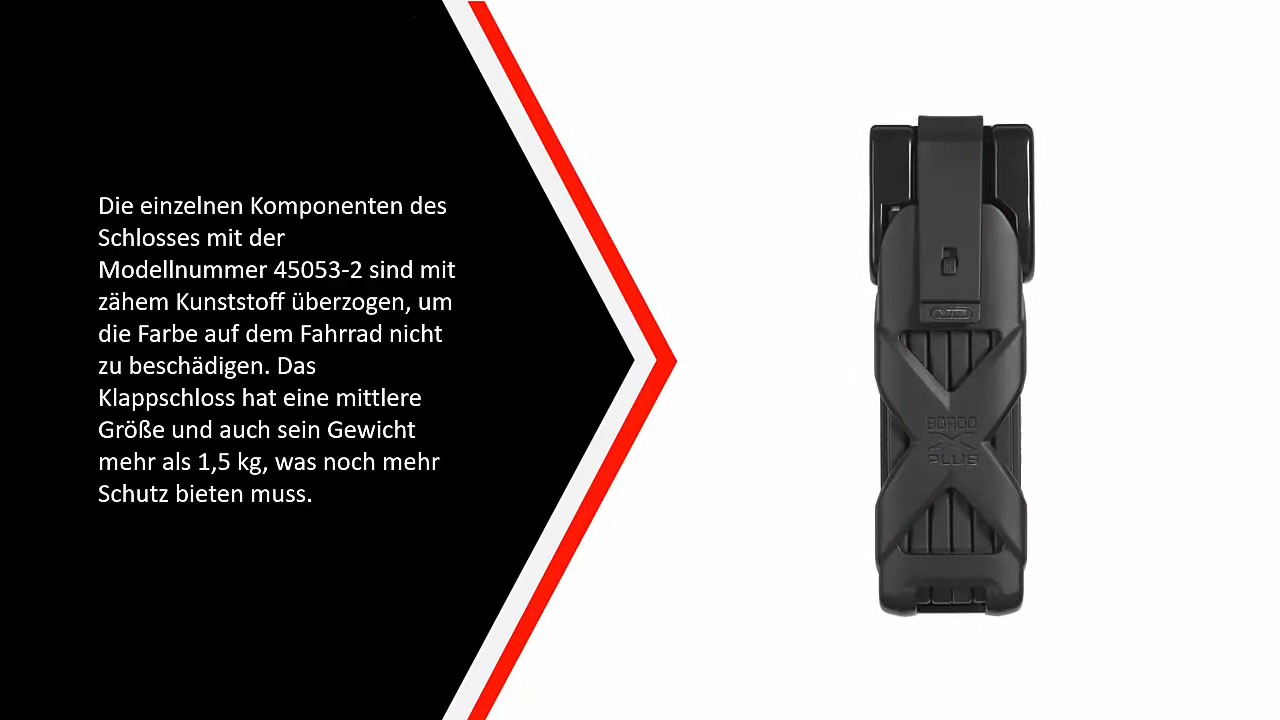 Die einzelnen Komponenten des
Schlosses mit der
Modellnummer 45053-2 sind mit
zähem Kunststoff überzogen, um
die Farbe auf dem Fahrrad nicht
zu beschädigen. Das
Klappschloss hat eine mittlere
Größe und auch sein Gewicht
mehr als 1,5 kg, was noch mehr
Schutz bieten muss.
ABUS
BORDO
X
PLUS